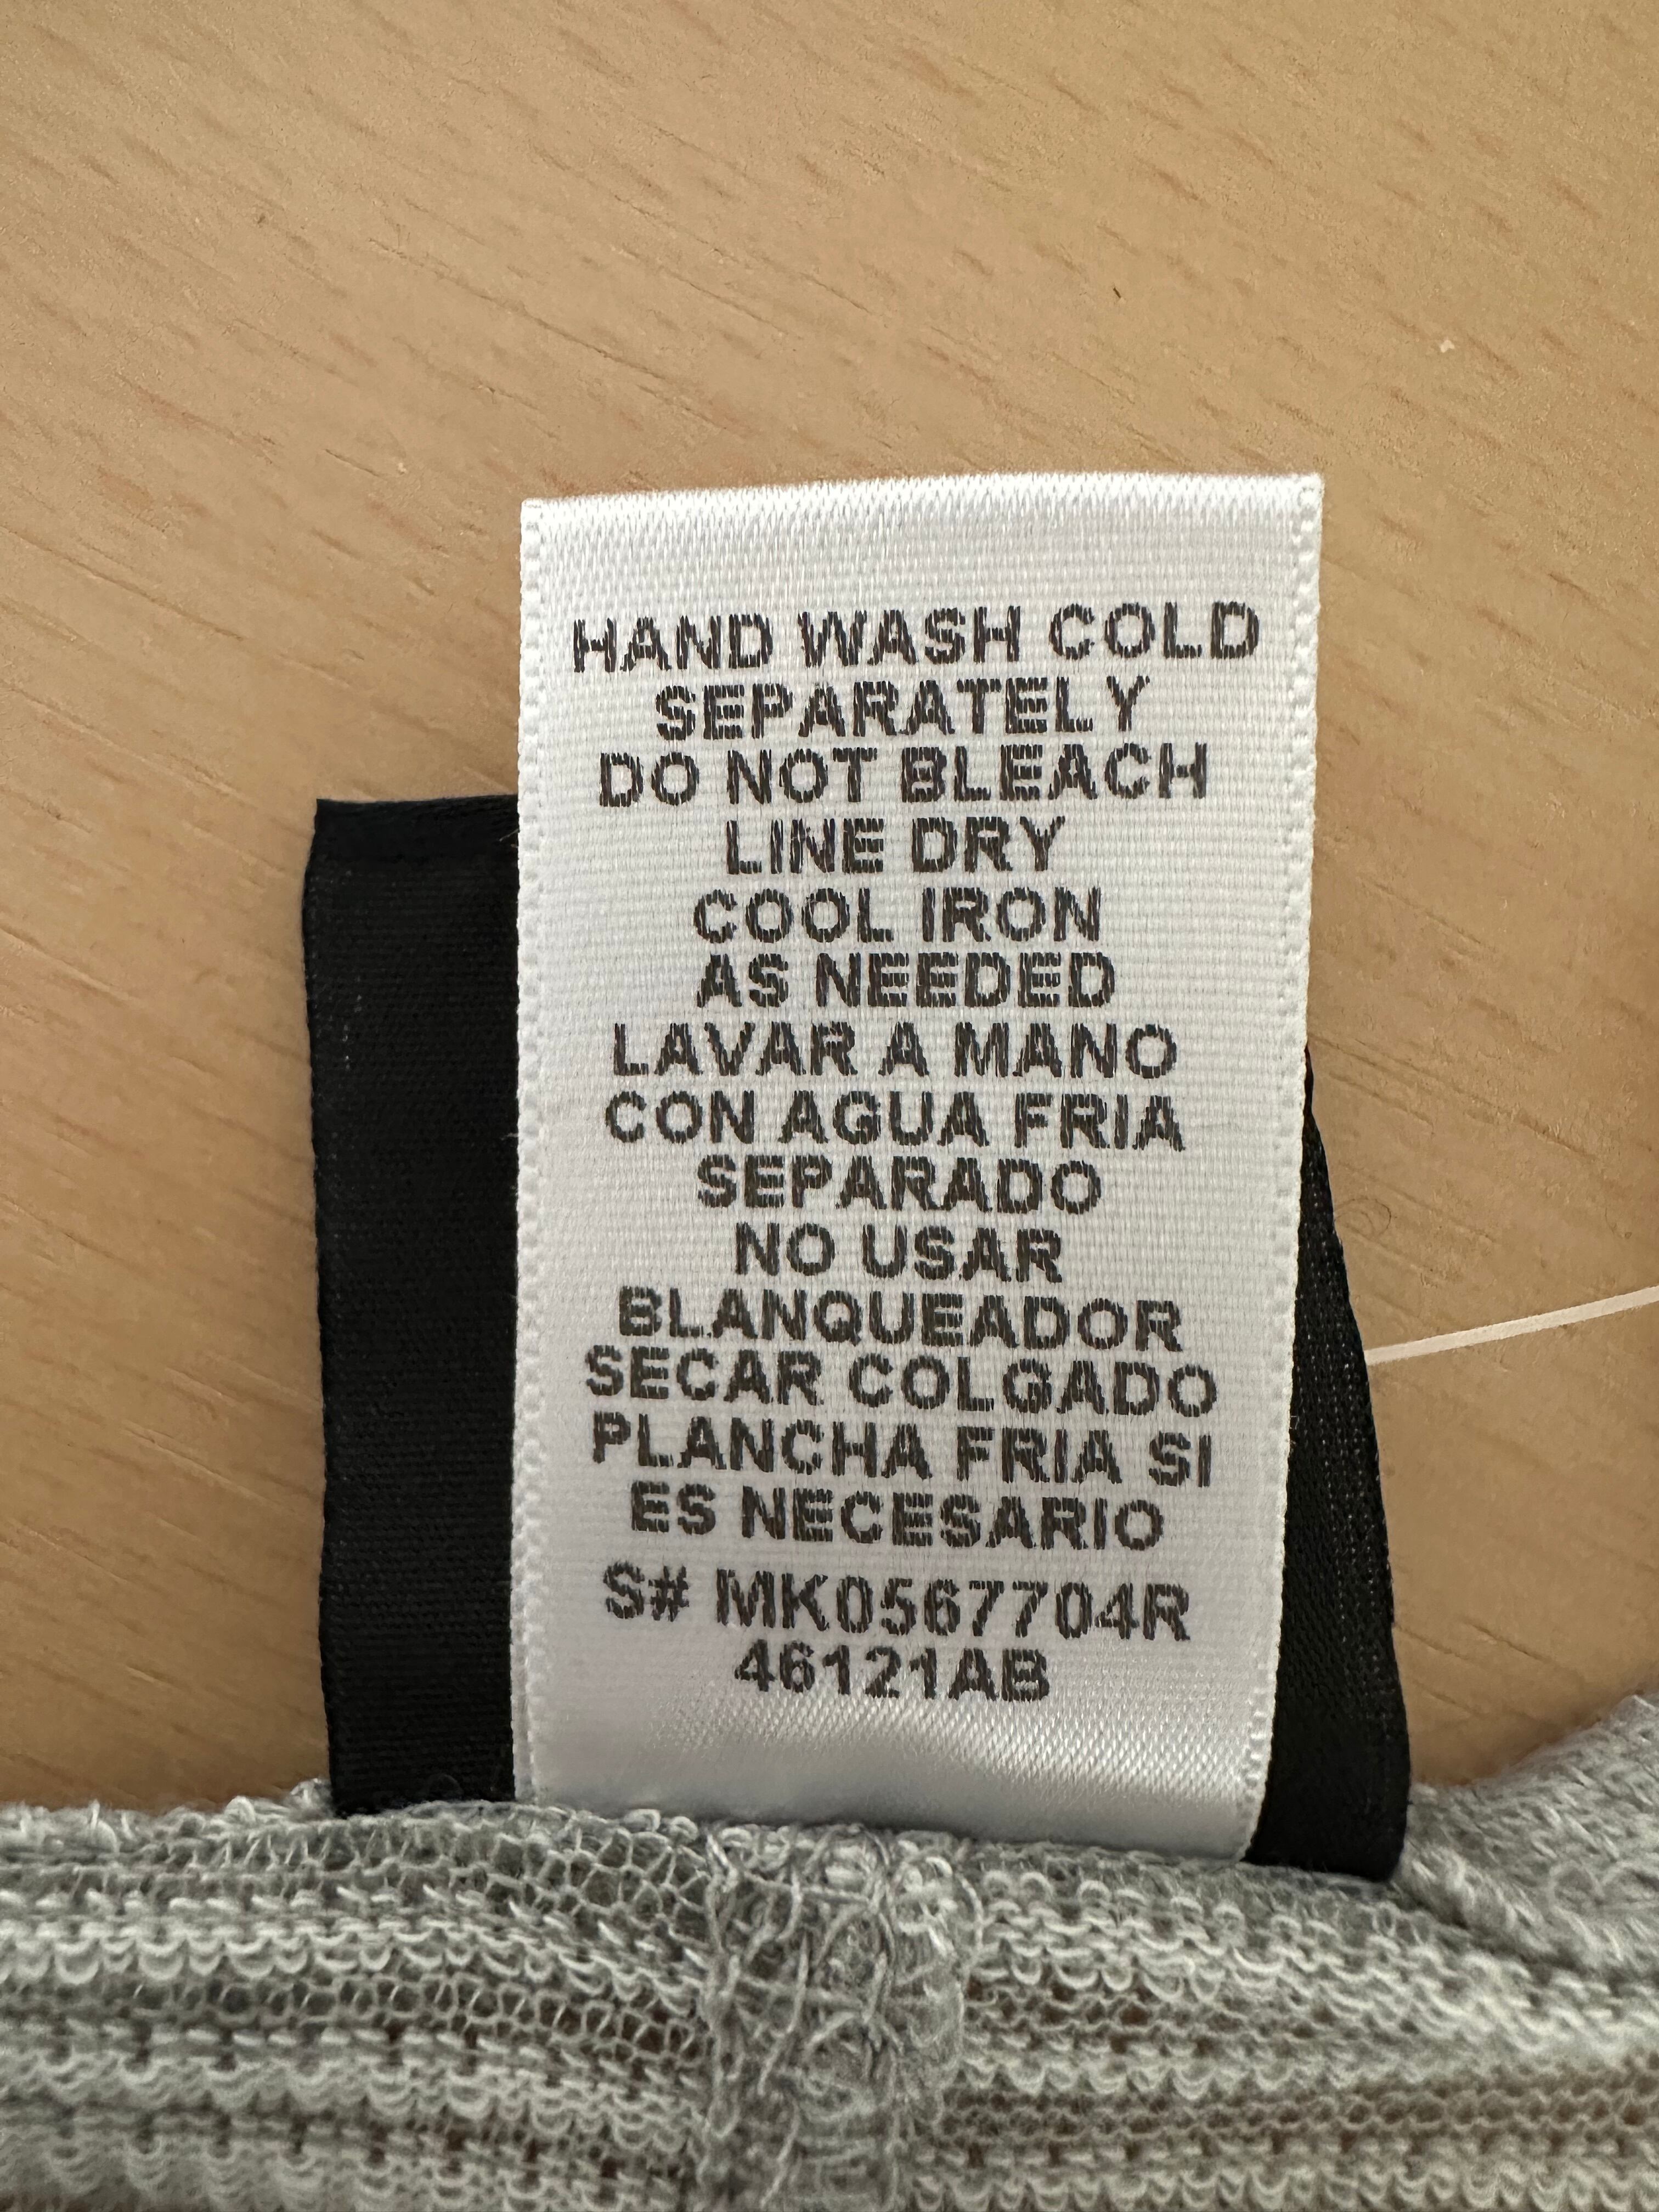 HAND WASH COLD
SEPARATELY
DO NOT BLEACH
LINE DRY
COOL IRON
AS NEEDED
LAVAR A MANO
CON AGUA FRIA
SEPARADO
NO USAR
BLANQUEADOR
SECAR COLGADO
PLANCHA FRIA SI
ES NECESARIO
S# MK0567704R
46121AB